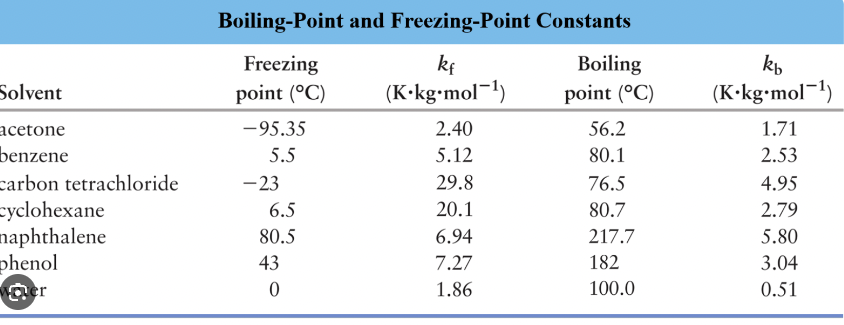 Boiling-Point and Freezing-Point Constants
Freezing kf Boiling kb
Solvent point (°C) (K·kg·mol−1) point (°C) (K·kg·mol−1)
acetone −95.35 2.40 56.2 1.71
benzene 5.5 5.12 80.1 2.53
carbon tetrachloride −23 29.8 76.5 4.95
cyclohexane 6.5 20.1 80.7 2.79
naphthalene 80.5 6.94 217.7 5.80
phenol 43 7.27 182 3.04
water 0 1.86 100.0 0.51